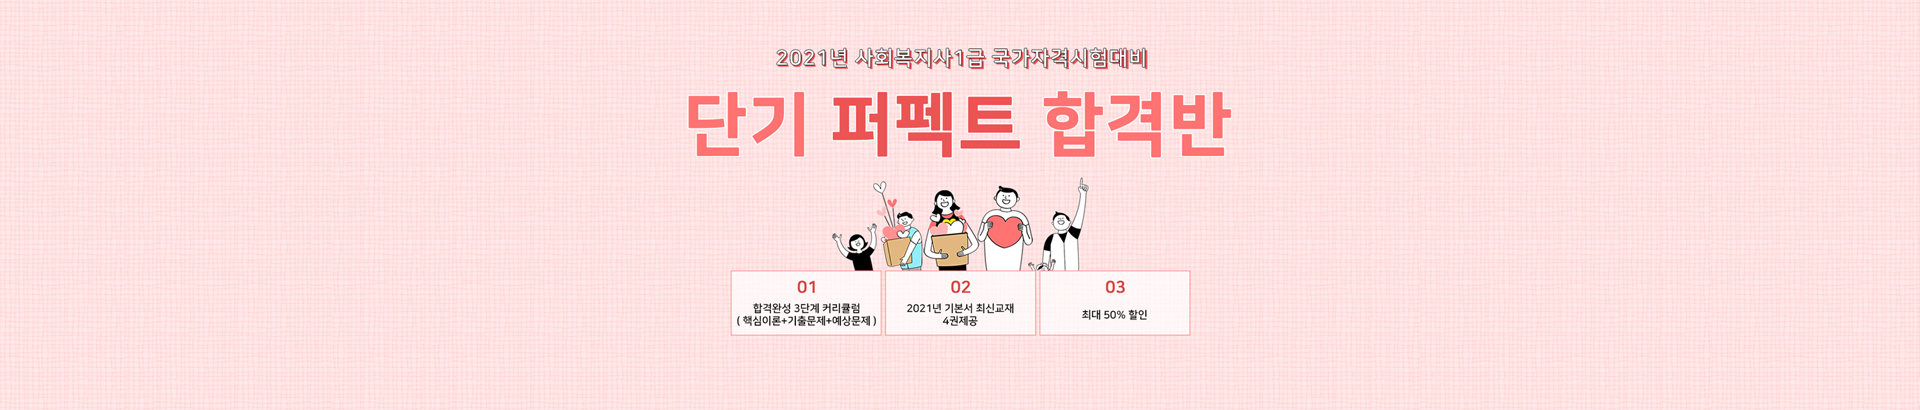 2021년 사회복지사1급 국가자격시험대비
단기 퍼펙트 합격반
01
합격완성 3단계 커리큘럼
( 핵심이론+기출문제+예상문제 )
02
2021년 기본서 최신교재
4권제공
03
최대 50% 할인